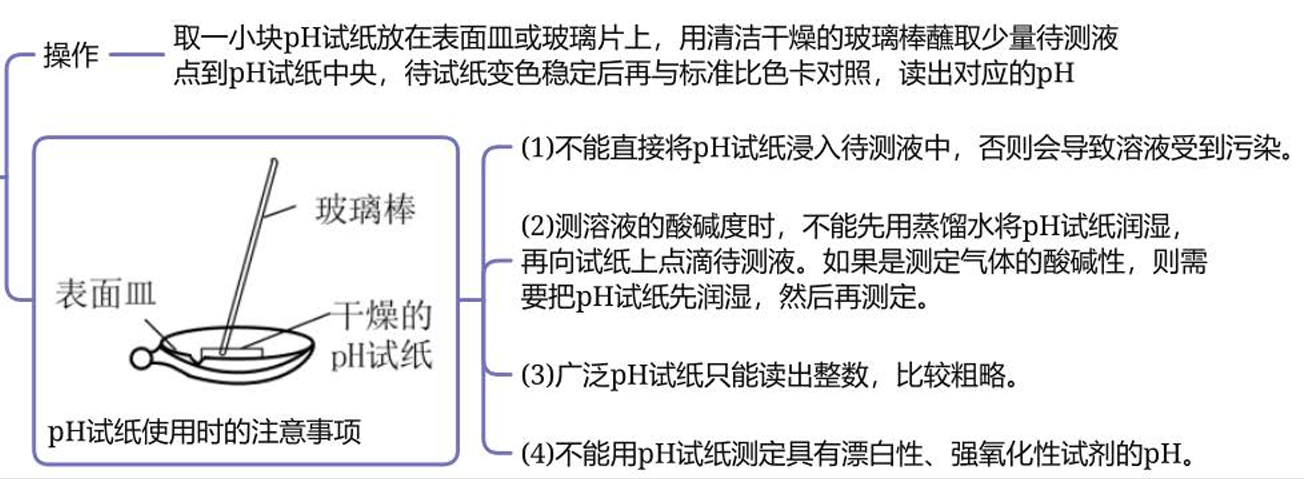 操作
取一小块pH试纸放在表面皿或玻璃片上，用清洁干燥的玻璃棒蘸取少量待测液
点到pH试纸中央，待试纸变色稳定后再与标准比色卡对照，读出对应的pH
玻璃棒
表面皿
干燥的
pH试纸
pH试纸使用时的注意事项
(1)不能直接将pH试纸浸入待测液中，否则会导致溶液受到污染。
(2)测溶液的酸碱度时，不能先用蒸馏水将pH试纸润湿，
再向试纸上点滴待测液。如果是测定气体的酸碱性，则需
要把pH试纸先润湿，然后再测定。
(3)广泛pH试纸只能读出整数，比较粗略。
(4)不能用pH试纸测定具有漂白性、强氧化性试剂的pH。